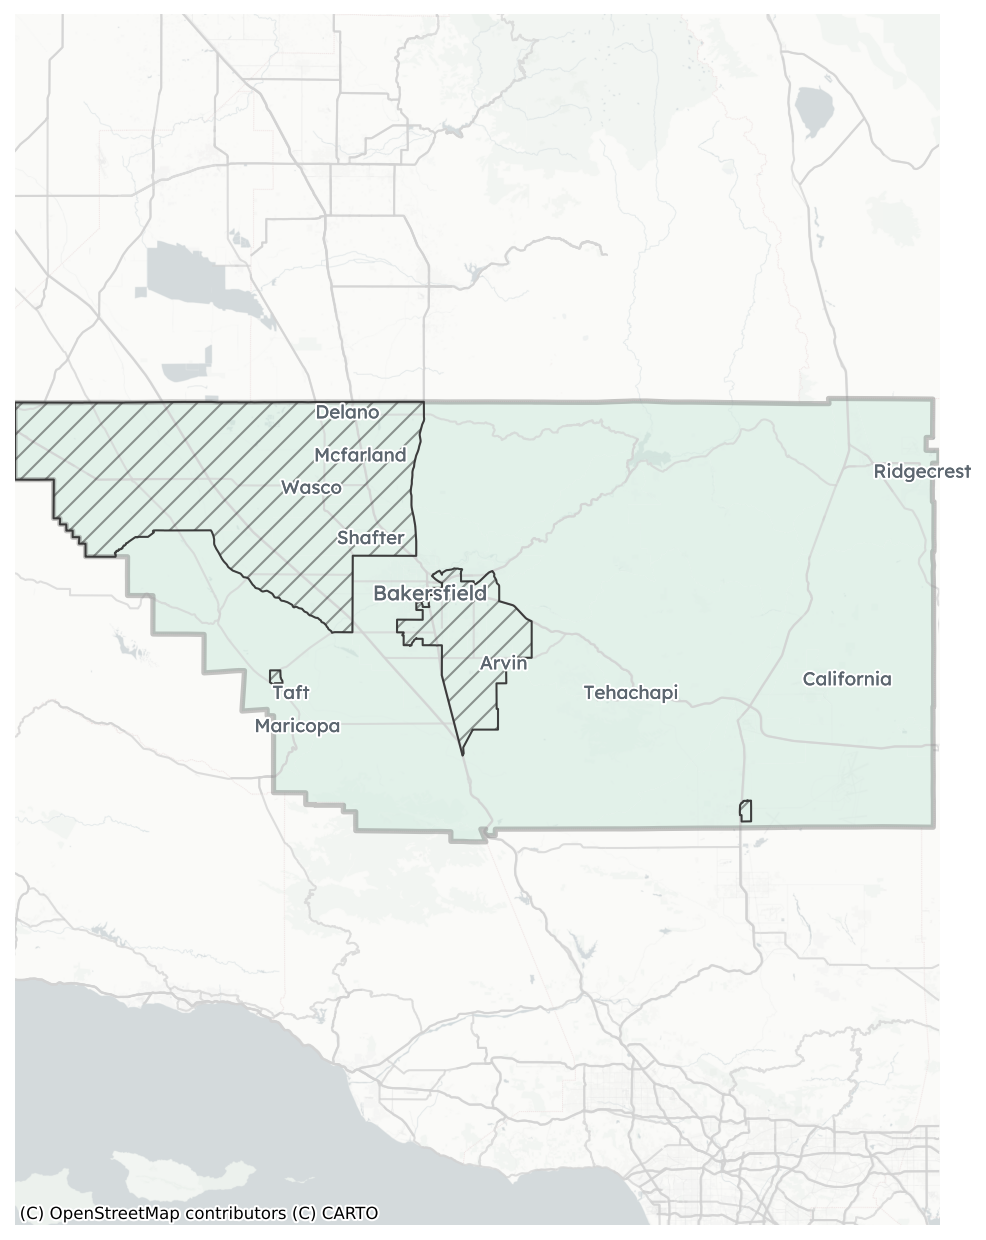 Delano
Mcfarland
Ridgecrest
Wasco
Shafter
Bakersfield
Arvin
California
Taft
Tehachapi
Maricopa
(C) OpenStreetMap contributors (C) CARTO